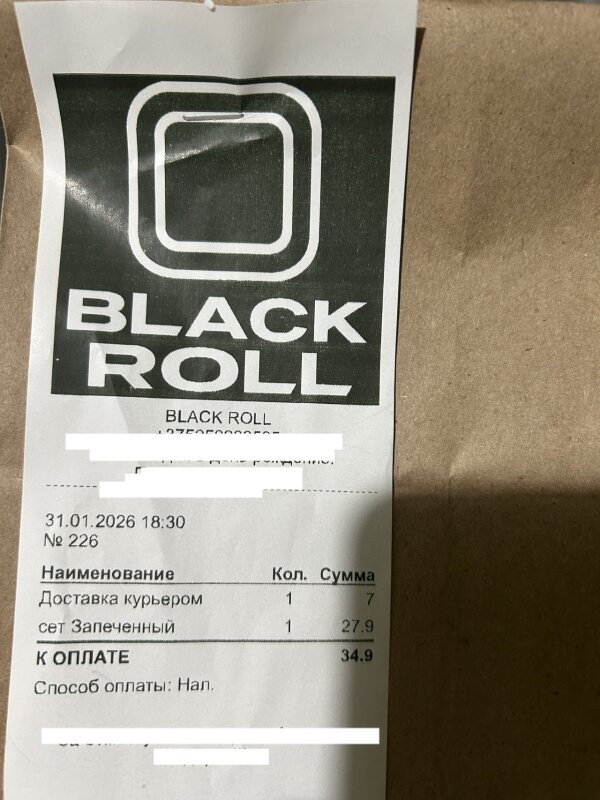 BLACK
ROLL
BLACK ROLL
31.01.2026 18:30
№ 226
Наименование Кол. Сумма
Доставка курьером 1 7
сет Запеченный 1 27.9
К ОПЛАТЕ 34.9
Способ оплаты: Нал.